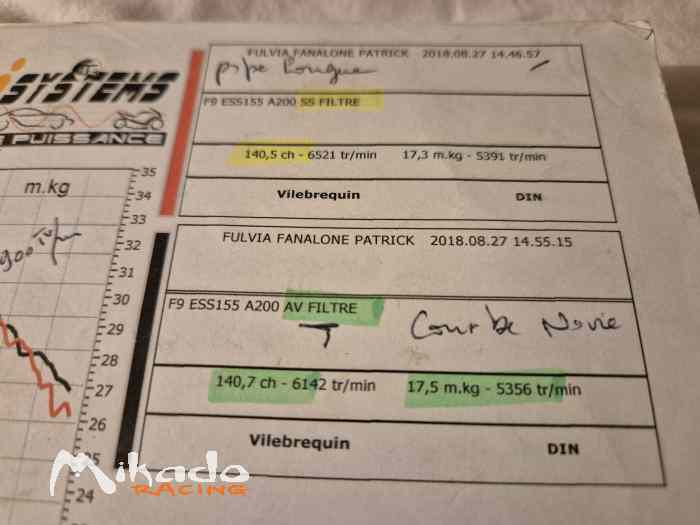 SYSTEMS
PUISSANCE
m.kg
35
34
33
32
31
30
29
28
27
26
25
24
FULVIA FANALONE PATRICK 2018.08.27 14.46.57
pipe longue
F9 ESS155 A200 SS FILTRE
140,5 ch - 6521 tr/min 17,3 m.kg - 5391 tr/min
Vilebrequin DIN
FULVIA FANALONE PATRICK 2018.08.27 14.55.15
F9 ESS155 A200 AV FILTRE
Courbe Noire
140,7 ch - 6142 tr/min 17,5 m.kg - 5356 tr/min
Vilebrequin DIN
Mikado
RACING